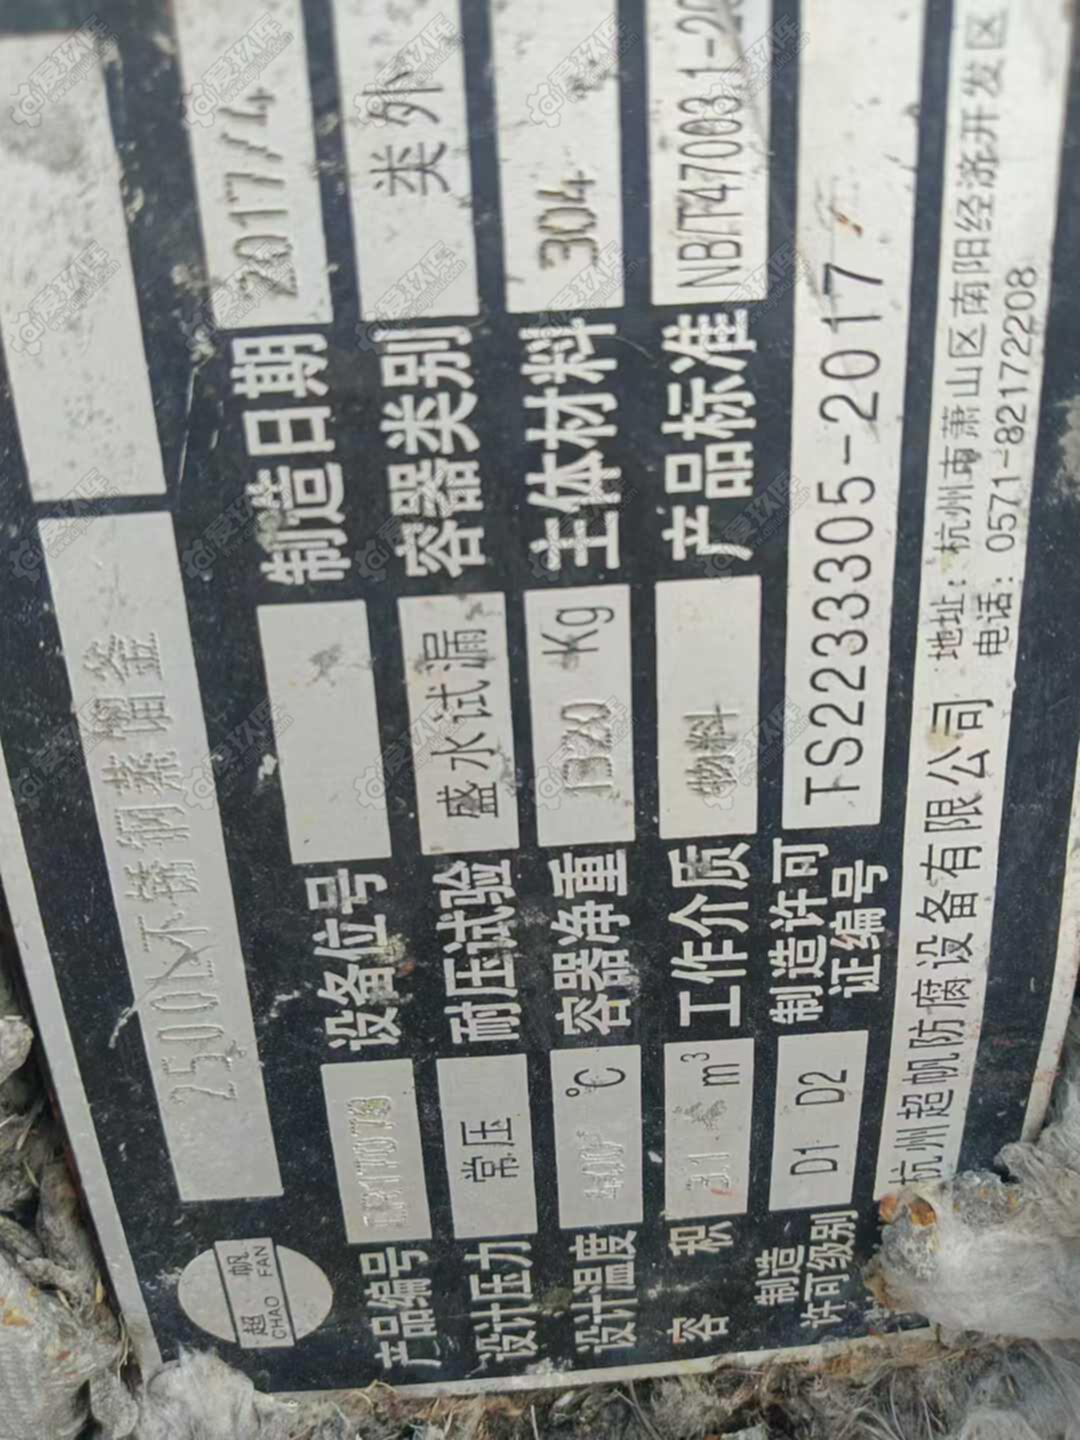 超帆
CHAO FAN
2500L不锈钢蒸馏釜
产品编号
设备位号
制造日期 2017/4
设计压力 常压
耐压试验 盛水试漏
容器类别 类外
设计温度 ℃
容器净重 1320 Kg
主体材料 304
容积 m³
工作介质 物料
产品标准 NB/T47003.1-20
制造许可级别 D1 D2
制造许可证编号 TS2233305-2017
杭州超帆防腐设备有限公司
地址:杭州市萧山区南阳经济开发区
电话:0571-82172208